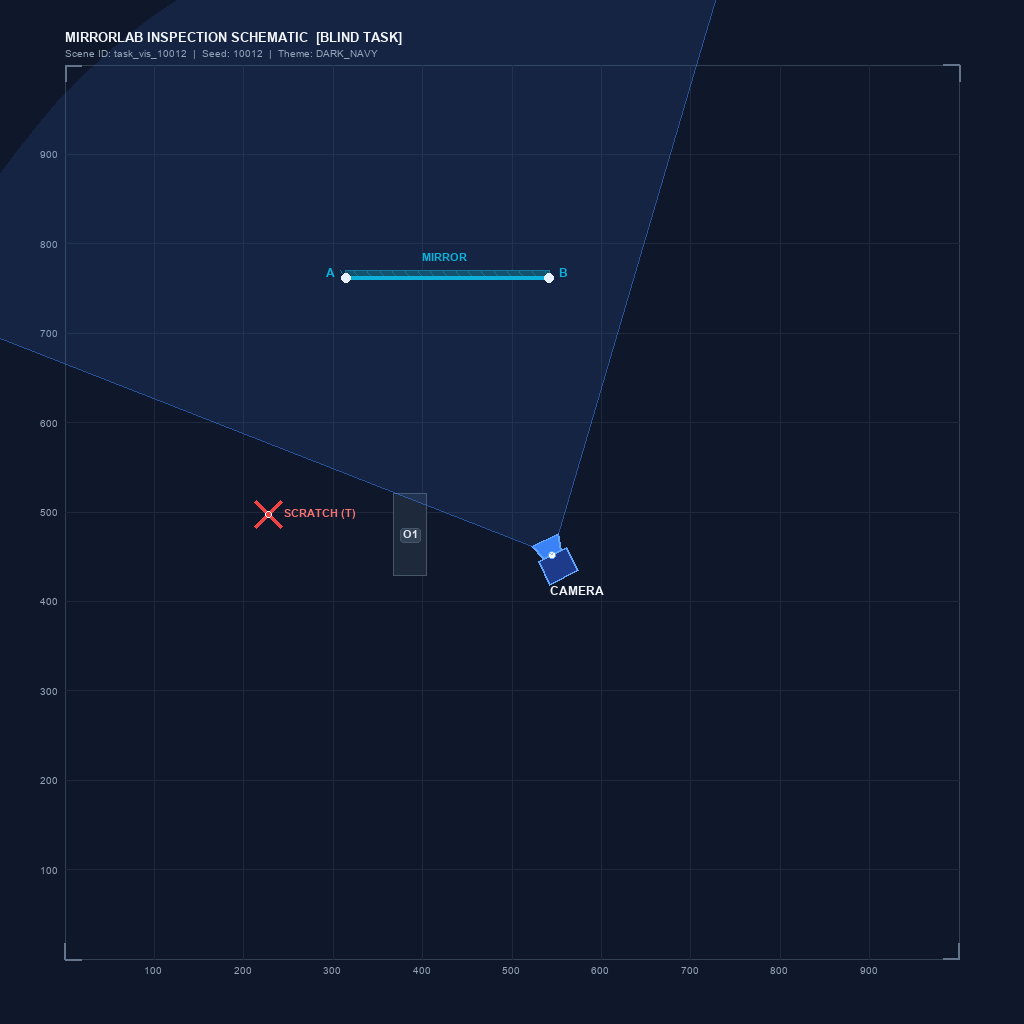 MIRRORLAB INSPECTION SCHEMATIC [BLIND TASK]
Scene ID: task_vis_10012 | Seed: 10012 | Theme: DARK_NAVY
900
800
MIRROR
A
B
700
600
500
SCRATCH (T)
O1
CAMERA
400
300
200
100
100 200 300 400 500 600 700 800 900